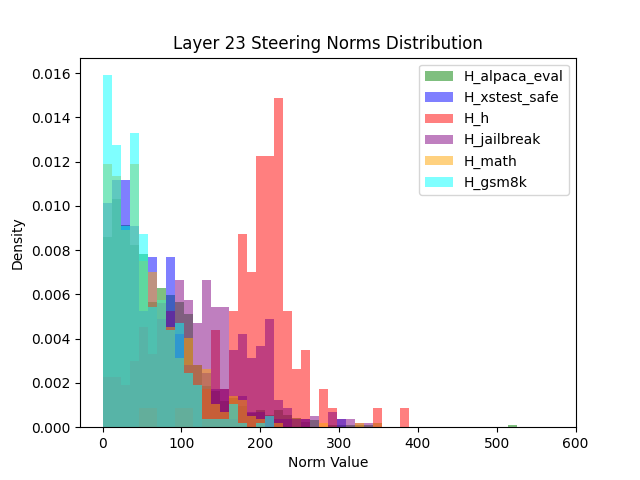 Layer 23 Steering Norms Distribution
0.016
0.014
0.012
0.010
0.008
0.006
0.004
0.002
0.000
Density
H_alpaca_eval
H_xstest_safe
H_h
H_jailbreak
H_math
H_gsm8k
0
100
200
300
400
500
600
Norm Value